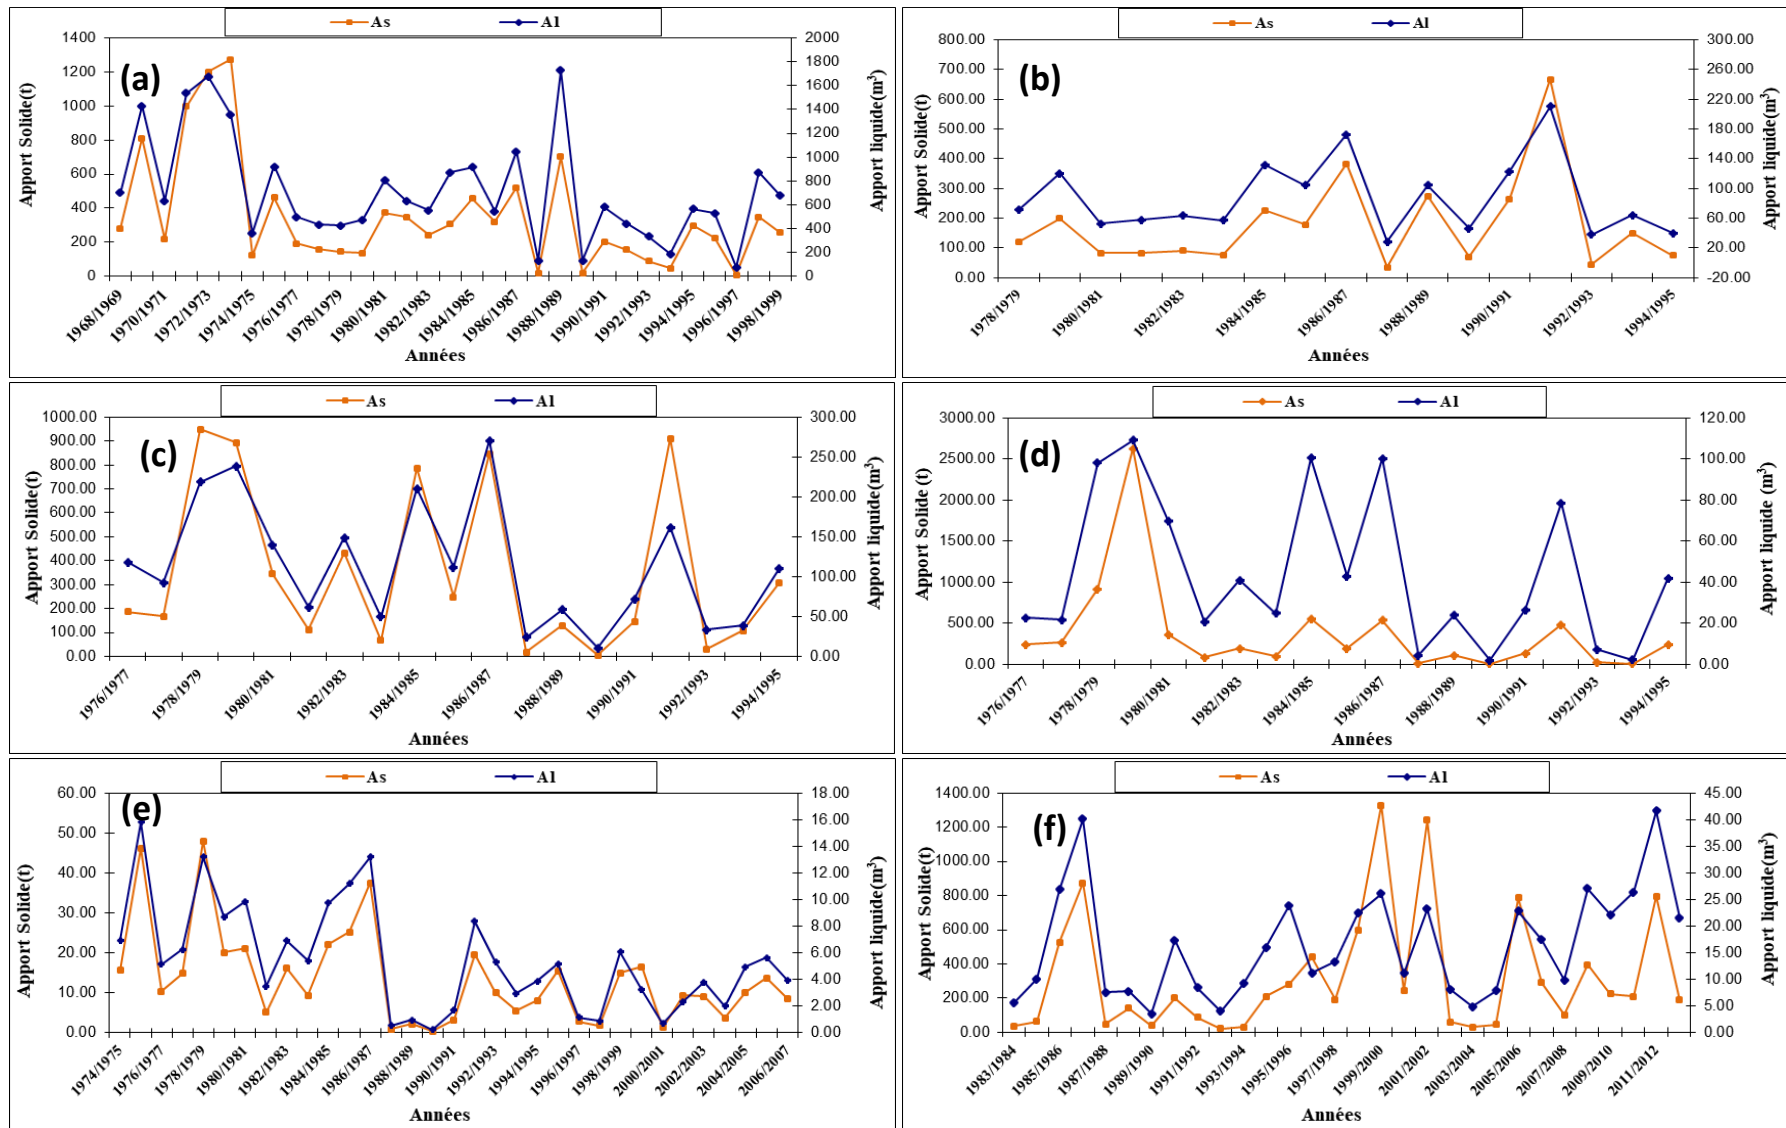 As Al
(a)
Apport Solide(t)
1400
1200
1000
800
600
400
200
0
2000
1800
1600
1400
1200
1000
800
600
400
200
0
Apport liquide(m³)
1968/1969 1970/1971 1972/1973 1974/1975 1976/1977 1978/1979 1980/1981 1982/1983 1984/1985 1986/1987 1988/1989 1990/1991 1992/1993 1994/1995 1996/1997 1998/1999
Années
As Al
(b)
Apport Solide(t)
800.00
700.00
600.00
500.00
400.00
300.00
200.00
100.00
0.00
300.00
260.00
220.00
180.00
140.00
100.00
60.00
20.00
-20.00
Apport liquide(m³)
1978/1979 1980/1981 1982/1983 1984/1985 1986/1987 1988/1989 1990/1991 1992/1993 1994/1995
Années
As Al
(c)
Apport Solide(t)
1000.00
900.00
800.00
700.00
600.00
500.00
400.00
300.00
200.00
100.00
0.00
300.00
250.00
200.00
150.00
100.00
50.00
0.00
Apport liquide(m³)
1976/1977 1978/1979 1980/1981 1982/1983 1984/1985 1986/1987 1988/1989 1990/1991 1992/1993 1994/1995
Années
As Al
(d)
Apport Solide (t)
3000.00
2500.00
2000.00
1500.00
1000.00
500.00
0.00
120.00
100.00
80.00
60.00
40.00
20.00
0.00
Apport liquide (m³)
1976/1977 1978/1979 1980/1981 1982/1983 1984/1985 1986/1987 1988/1989 1990/1991 1992/1993 1994/1995
Années
As Al
(e)
Apport Solide(t)
60.00
50.00
40.00
30.00
20.00
10.00
0.00
18.00
16.00
14.00
12.00
10.00
8.00
6.00
4.00
2.00
0.00
Apport liquide(m³)
1974/1975 1976/1977 1978/1979 1980/1981 1982/1983 1984/1985 1986/1987 1988/1989 1990/1991 1992/1993 1994/1995 1996/1997 1998/1999 2000/2001 2002/2003 2004/2005 2006/2007
Années
As Al
(f)
Apport Solide(t)
1400.00
1200.00
1000.00
800.00
600.00
400.00
200.00
0.00
45.00
40.00
35.00
30.00
25.00
20.00
15.00
10.00
5.00
0.00
Apport liquide(m³)
1983/1984 1985/1986 1987/1988 1989/1990 1991/1992 1993/1994 1995/1996 1997/1998 1999/2000 2001/2002 2003/2004 2005/2006 2007/2008 2009/2010 2011/2012
Années